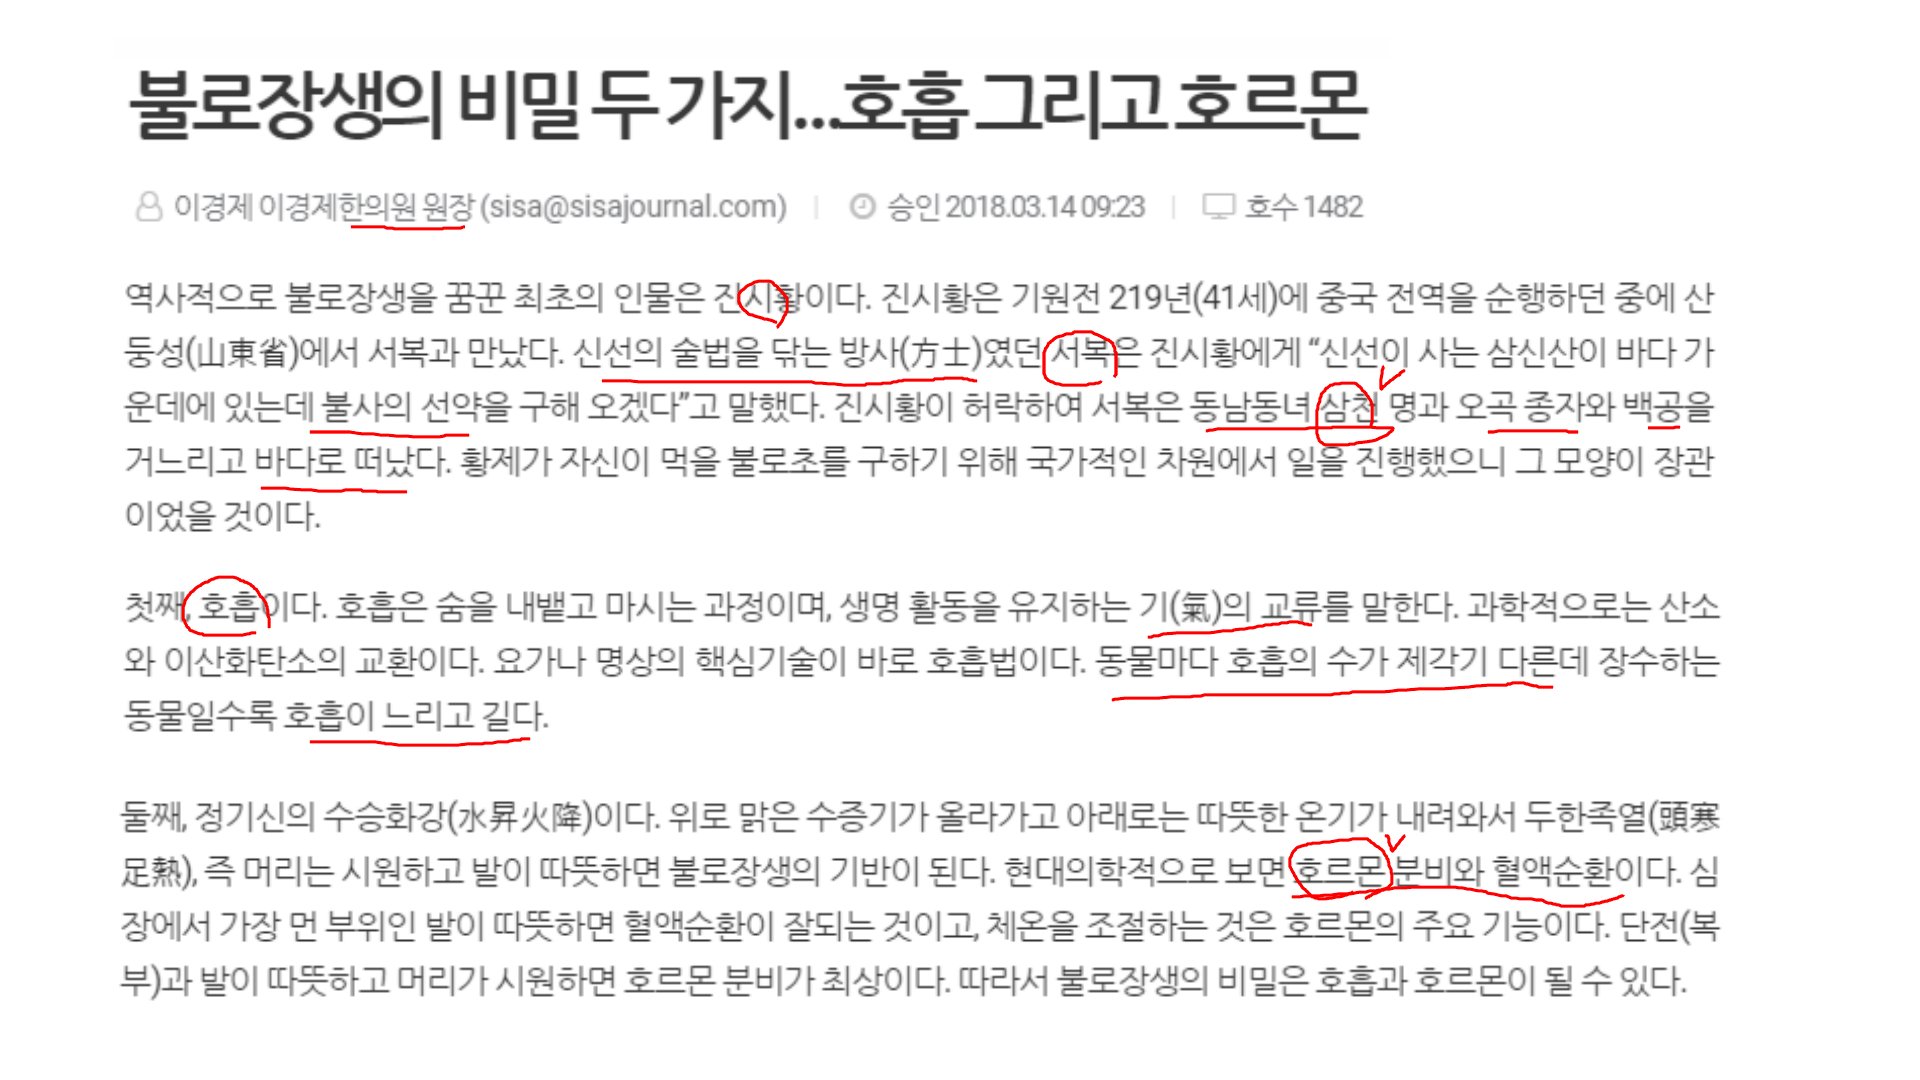 불로장생의 비밀 두 가지...호흡 그리고 호르몬
이경제 이경제한의원 원장 (sisa@sisajournal.com) | 승인 2018.03.14 09:23 | 호수 1482
역사적으로 불로장생을 꿈꾼 최초의 인물은 진시황이다. 진시황은 기원전 219년(41세)에 중국 전역을 순행하던 중에 산
둥성(山東省)에서 서복과 만났다. 신선의 술법을 닦는 방사(方士)였던 서복은 진시황에게 “신선이 사는 삼신산이 바다 가
운데에 있는데 불사의 선약을 구해 오겠다”고 말했다. 진시황이 허락하여 서복은 동남동녀 삼천 명과 오곡 종자와 백공을
거느리고 바다로 떠났다. 황제가 자신이 먹을 불로초를 구하기 위해 국가적인 차원에서 일을 진행했으니 그 모양이 장관
이었을 것이다.
첫째, 호흡이다. 호흡은 숨을 내뱉고 마시는 과정이며, 생명 활동을 유지하는 기(氣)의 교류를 말한다. 과학적으로는 산소
와 이산화탄소의 교환이다. 요가나 명상의 핵심기술이 바로 호흡법이다. 동물마다 호흡의 수가 제각기 다른데 장수하는
동물일수록 호흡이 느리고 길다.
둘째, 정기신의 수승화강(水昇火降)이다. 위로 맑은 수증기가 올라가고 아래로는 따뜻한 온기가 내려와서 두한족열(頭寒
足熱), 즉 머리는 시원하고 발이 따뜻하면 불로장생의 기반이 된다. 현대의학적으로 보면 호르몬 분비와 혈액순환이다. 심
장에서 가장 먼 부위인 발이 따뜻하면 혈액순환이 잘되는 것이고, 체온을 조절하는 것은 호르몬의 주요 기능이다. 단전(복
부)과 발이 따뜻하고 머리가 시원하면 호르몬 분비가 최상이다. 따라서 불로장생의 비밀은 호흡과 호르몬이 될 수 있다.